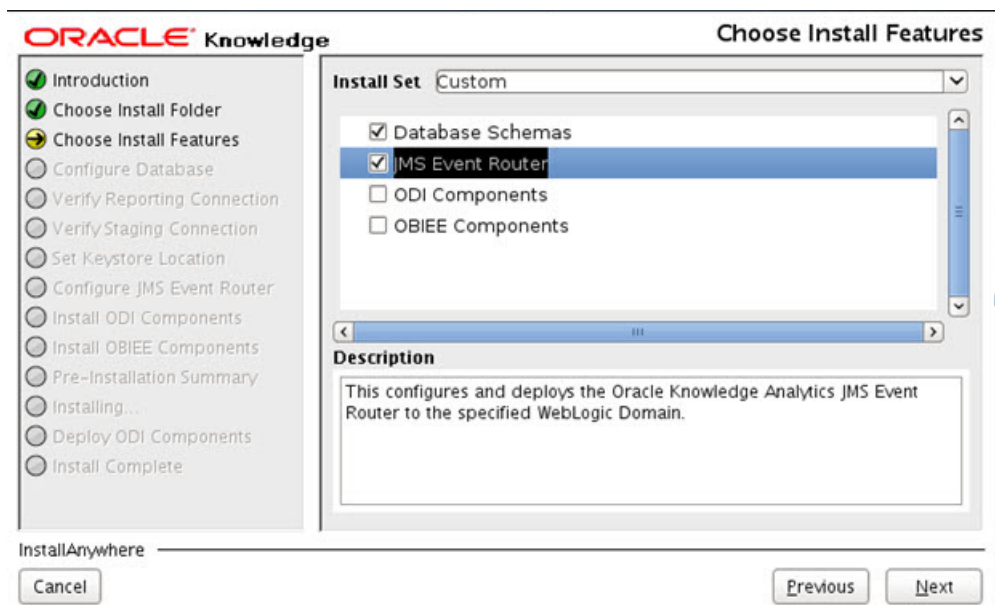 ORACLE Knowledge
Choose Install Features
Introduction
Choose Install Folder
Choose Install Features
Configure Database
Verify Reporting Connection
Verify Staging Connection
Set Keystore Location
Configure JMS Event Router
Install ODI Components
Install OBIEE Components
Pre-Installation Summary
Installing...
Deploy ODI Components
Install Complete
Install Set Custom
Database Schemas
JMS Event Router
ODI Components
OBIEE Components
Description
This configures and deploys the Oracle Knowledge Analytics JMS Event
Router to the specified WebLogic Domain.
InstallAnywhere
Cancel
Previous
Next